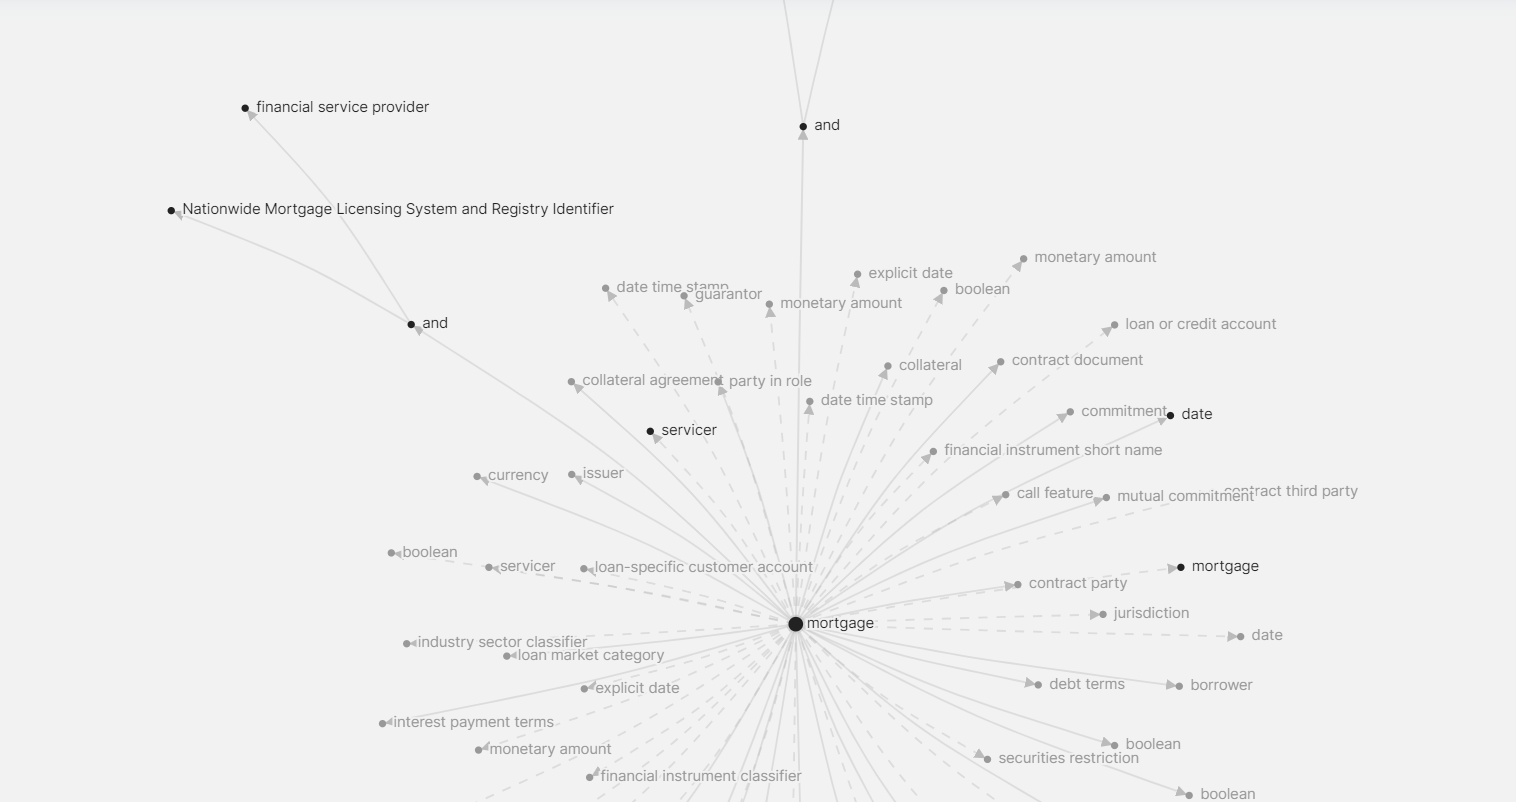 financial service provider
and
Nationwide Mortgage Licensing System and Registry Identifier
monetary amount
explicit date
date time stamp
guarantor
boolean
monetary amount
and
loan or credit account
contract document
collateral
collateral agreement
party in role
date time stamp
commitment
date
servicer
financial instrument short name
issuer
currency
contract third party
call feature
mutual commitment
boolean
servicer
loan-specific customer account
mortgage
contract party
jurisdiction
mortgage
date
industry sector classifier
loan market category
debt terms
borrower
explicit date
interest payment terms
boolean
monetary amount
securities restriction
financial instrument classifier
boolean